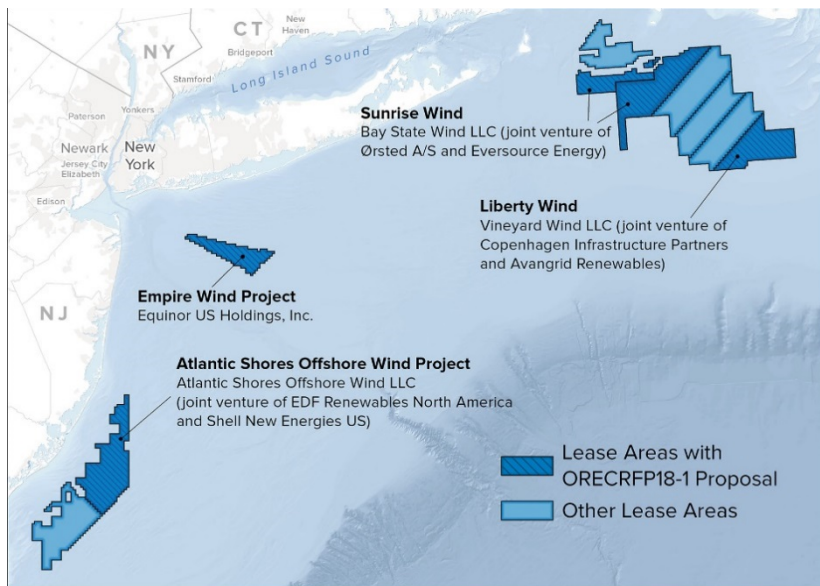 NY
CT
New
Haven
Bridgeport
Stamford
Long Island Sound
Yonkers
Paterson
Newark
New
York
Jersey City
Elizabeth
Edison
NJ
Sunrise Wind
Bay State Wind LLC (joint venture of
Ørsted A/S and Eversource Energy)
Liberty Wind
Vineyard Wind LLC (joint venture of
Copenhagen Infrastructure Partners
and Avangrid Renewables)
Empire Wind Project
Equinor US Holdings, Inc.
Atlantic Shores Offshore Wind Project
Atlantic Shores Offshore Wind LLC
(joint venture of EDF Renewables North America
and Shell New Energies US)
Lease Areas with
ORECRFP18-1 Proposal
Other Lease Areas